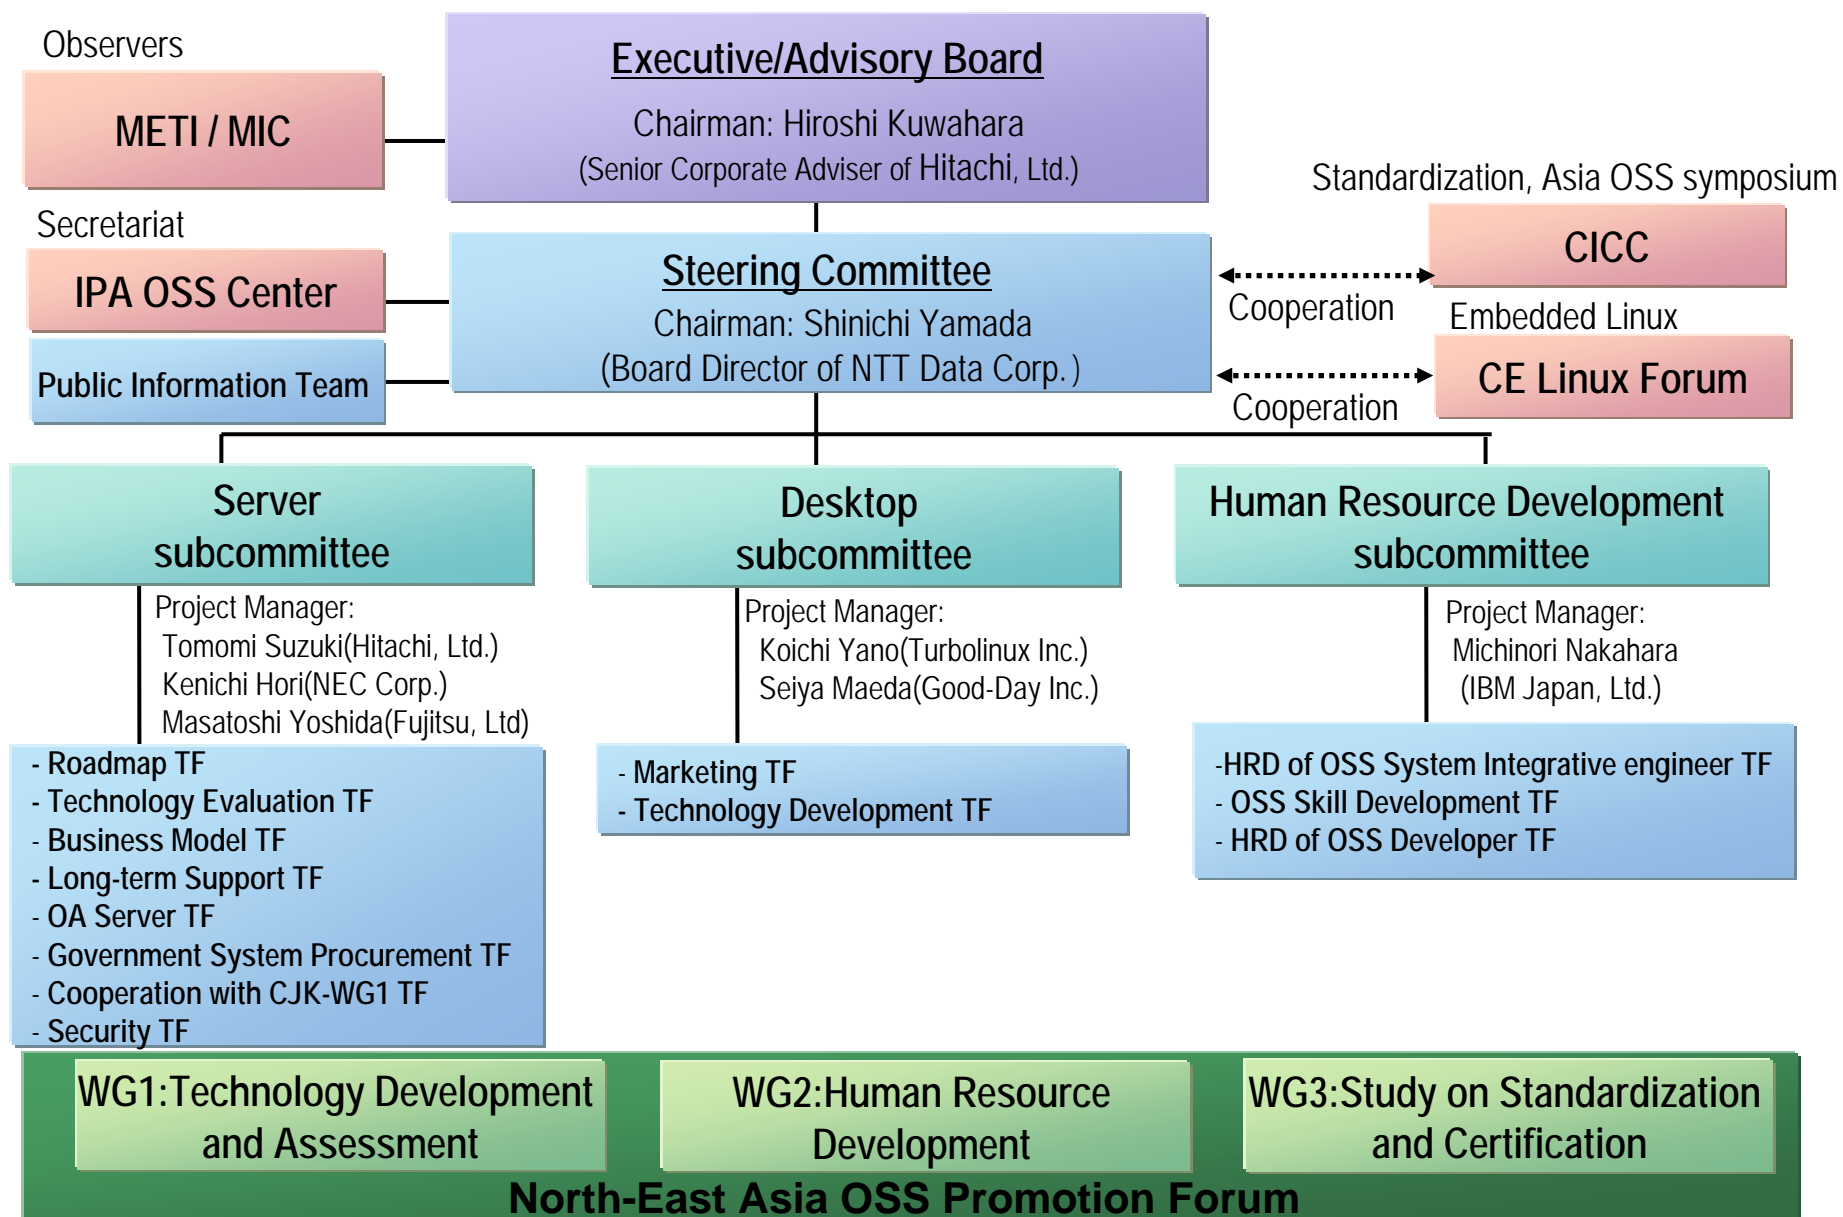 Observers
METI / MIC
Executive/Advisory Board
Chairman: Hiroshi Kuwahara
(Senior Corporate Adviser of Hitachi, Ltd.)
Secretariat
IPA OSS Center
Public Information Team
Steering Committee
Chairman: Shinichi Yamada
(Board Director of NTT Data Corp.)
Standardization, Asia OSS symposium
CICC
Cooperation
Embedded Linux
CE Linux Forum
Cooperation
Server
subcommittee
Project Manager:
Tomomi Suzuki(Hitachi, Ltd.)
Kenichi Hori(NEC Corp.)
Masatoshi Yoshida(Fujitsu, Ltd)
- Roadmap TF
- Technology Evaluation TF
- Business Model TF
- Long-term Support TF
- OA Server TF
- Government System Procurement TF
- Cooperation with CJK-WG1 TF
- Security TF
Desktop
subcommittee
Project Manager:
Koichi Yano(Turbolinux Inc.)
Seiya Maeda(Good-Day Inc.)
- Marketing TF
- Technology Development TF
Human Resource Development
subcommittee
Project Manager:
Michinori Nakahara
(IBM Japan, Ltd.)
-HRD of OSS System Integrative engineer TF
- OSS Skill Development TF
- HRD of OSS Developer TF
WG1:Technology Development
and Assessment
WG2:Human Resource
Development
WG3:Study on Standardization
and Certification
North-East Asia OSS Promotion Forum